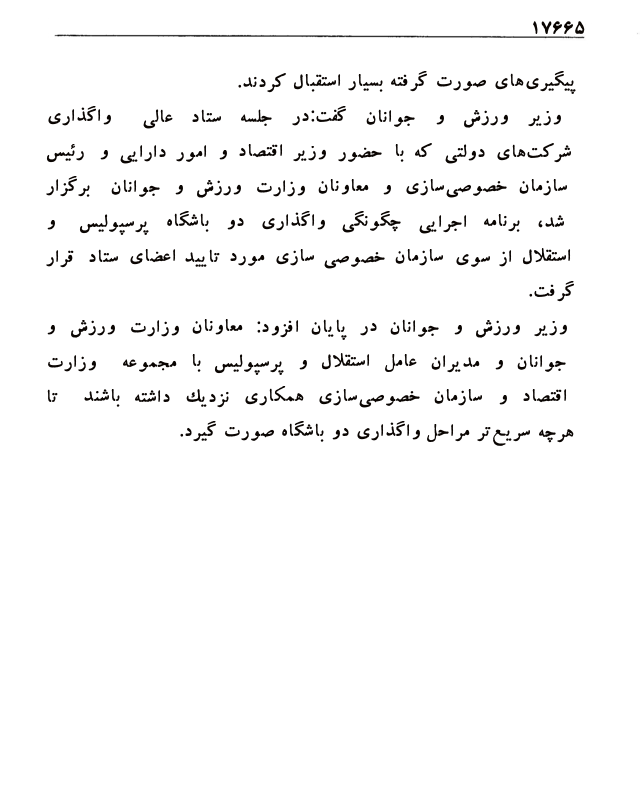 ۱۷۶۶۵
پیگیری‌های صورت گرفته بسیار استقبال کردند.
وزیر ورزش و جوانان گفت:در جلسه ستاد عالی واگذاری
شرکت‌های دولتی که با حضور وزیر اقتصاد و امور دارایی و رئیس
سازمان خصوصی‌سازی و معاونان وزارت ورزش و جوانان برگزار
شد، برنامه اجرایی چگونگی واگذاری دو باشگاه پرسپولیس و
استقلال از سوی سازمان خصوصی سازی مورد تایید اعضای ستاد قرار
گرفت.
وزیر ورزش و جوانان در پایان افزود: معاونان وزارت ورزش و
جوانان و مدیران عامل استقلال و پرسپولیس با مجموعه وزارت
اقتصاد و سازمان خصوصی‌سازی همکاری نزدیك داشته باشند تا
هرچه سریع‌تر مراحل واگذاری دو باشگاه صورت گیرد.